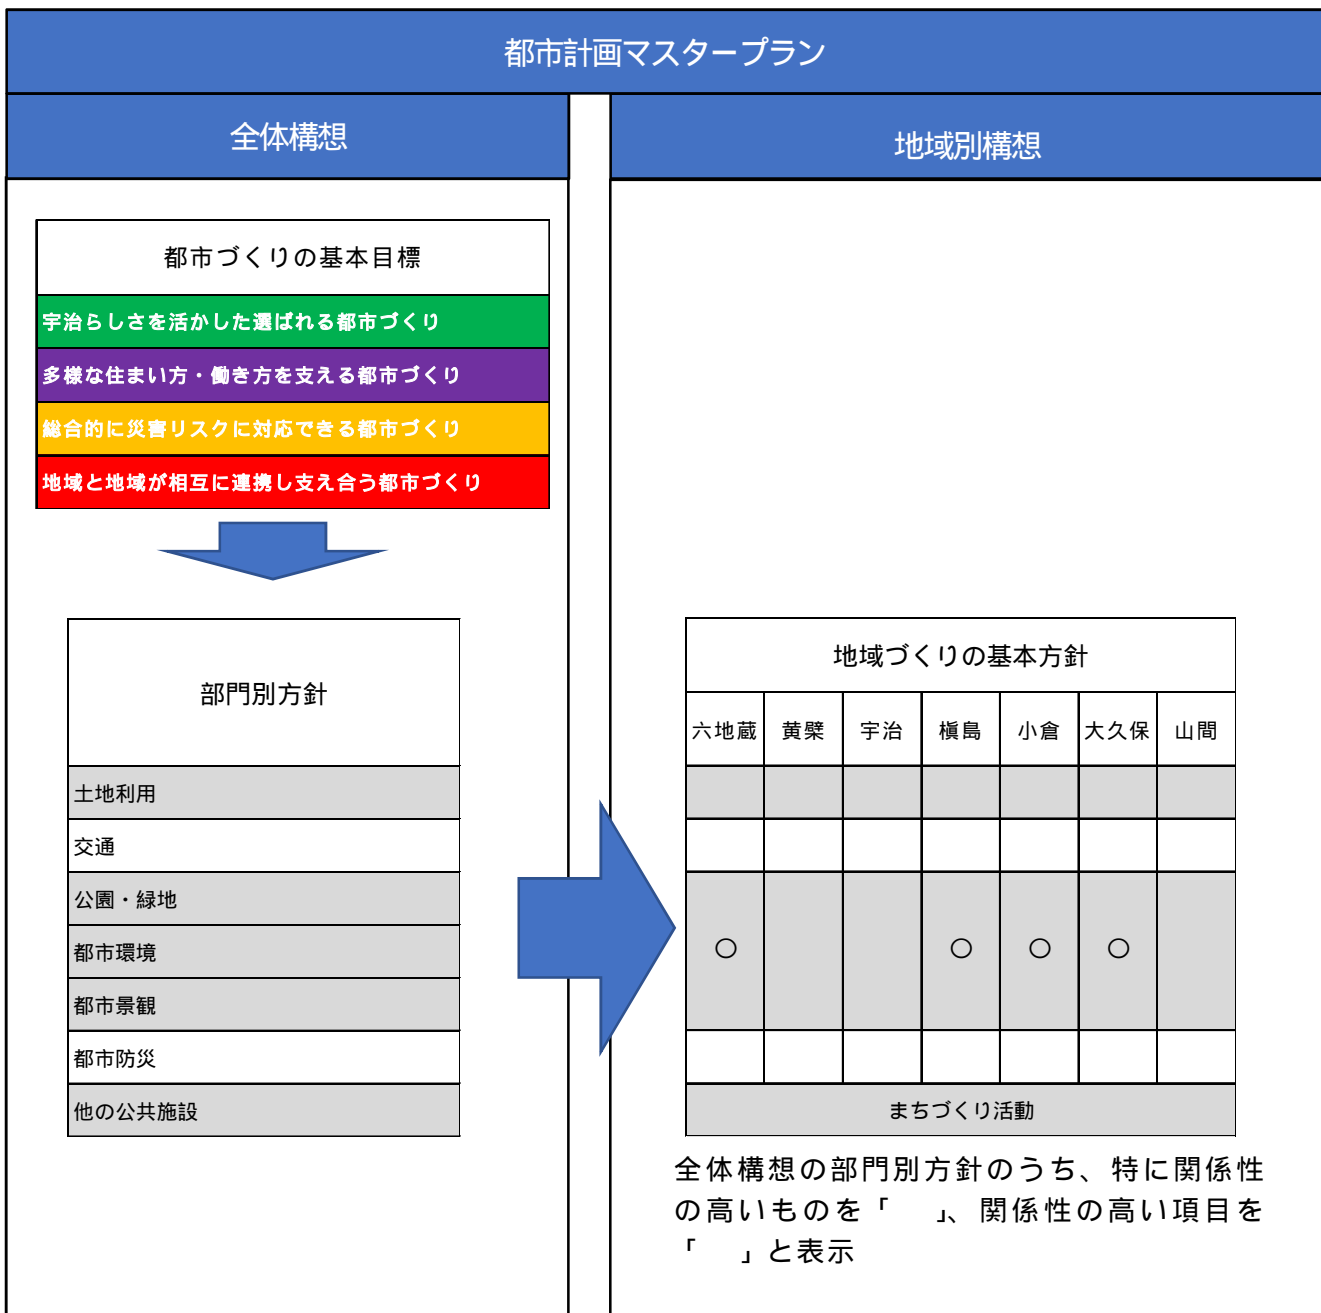 都市計画マスタープラン
全体構想
地域別構想
都市づくりの基本目標
宇治らしさを活かした選ばれる都市づくり
多様な住まい方・働き方を支える都市づくり
総合的に災害リスクに対応できる都市づくり
地域と地域が相互に連携し支え合う都市づくり
部門別方針
土地利用
交通
公園・緑地
都市環境
都市景観
都市防災
他の公共施設
地域づくりの基本方針
六地蔵 黄檗 宇治 槇島 小倉 大久保 山間
○ ○ ○ ○
まちづくり活動
全体構想の部門別方針のうち、特に関係性
の高いものを「　」、関係性の高い項目を
「　」と表示